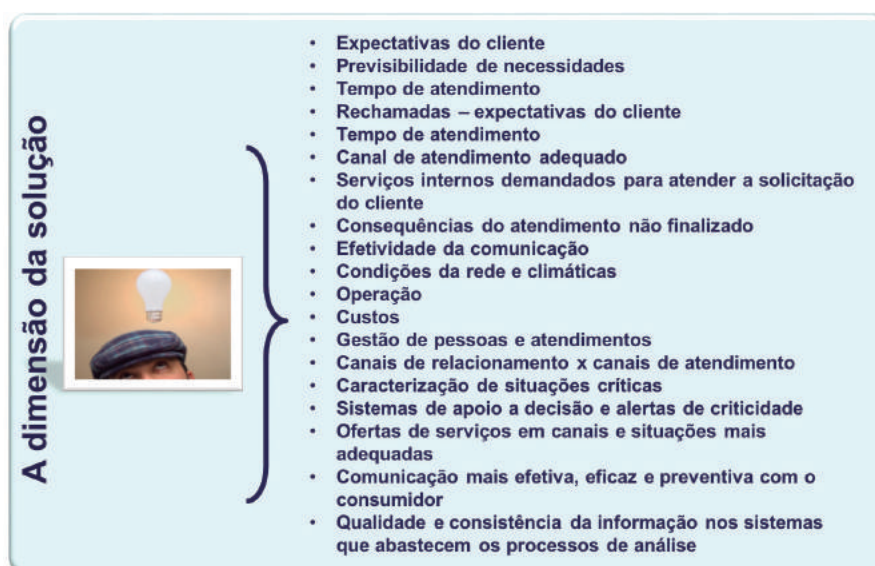 A dimensão da solução
• Expectativas do cliente
• Previsibilidade de necessidades
• Tempo de atendimento
• Rechamadas – expectativas do cliente
• Tempo de atendimento
• Canal de atendimento adequado
• Serviços internos demandados para atender a solicitação
do cliente
• Consequências do atendimento não finalizado
• Efetividade da comunicação
• Condições da rede e climáticas
• Operação
• Custos
• Gestão de pessoas e atendimentos
• Canais de relacionamento x canais de atendimento
• Caracterização de situações críticas
• Sistemas de apoio a decisão e alertas de criticidade
• Ofertas de serviços em canais e situações mais
adequadas
• Comunicação mais efetiva, eficaz e preventiva com o
consumidor
• Qualidade e consistência da informação nos sistemas
que abastecem os processos de análise